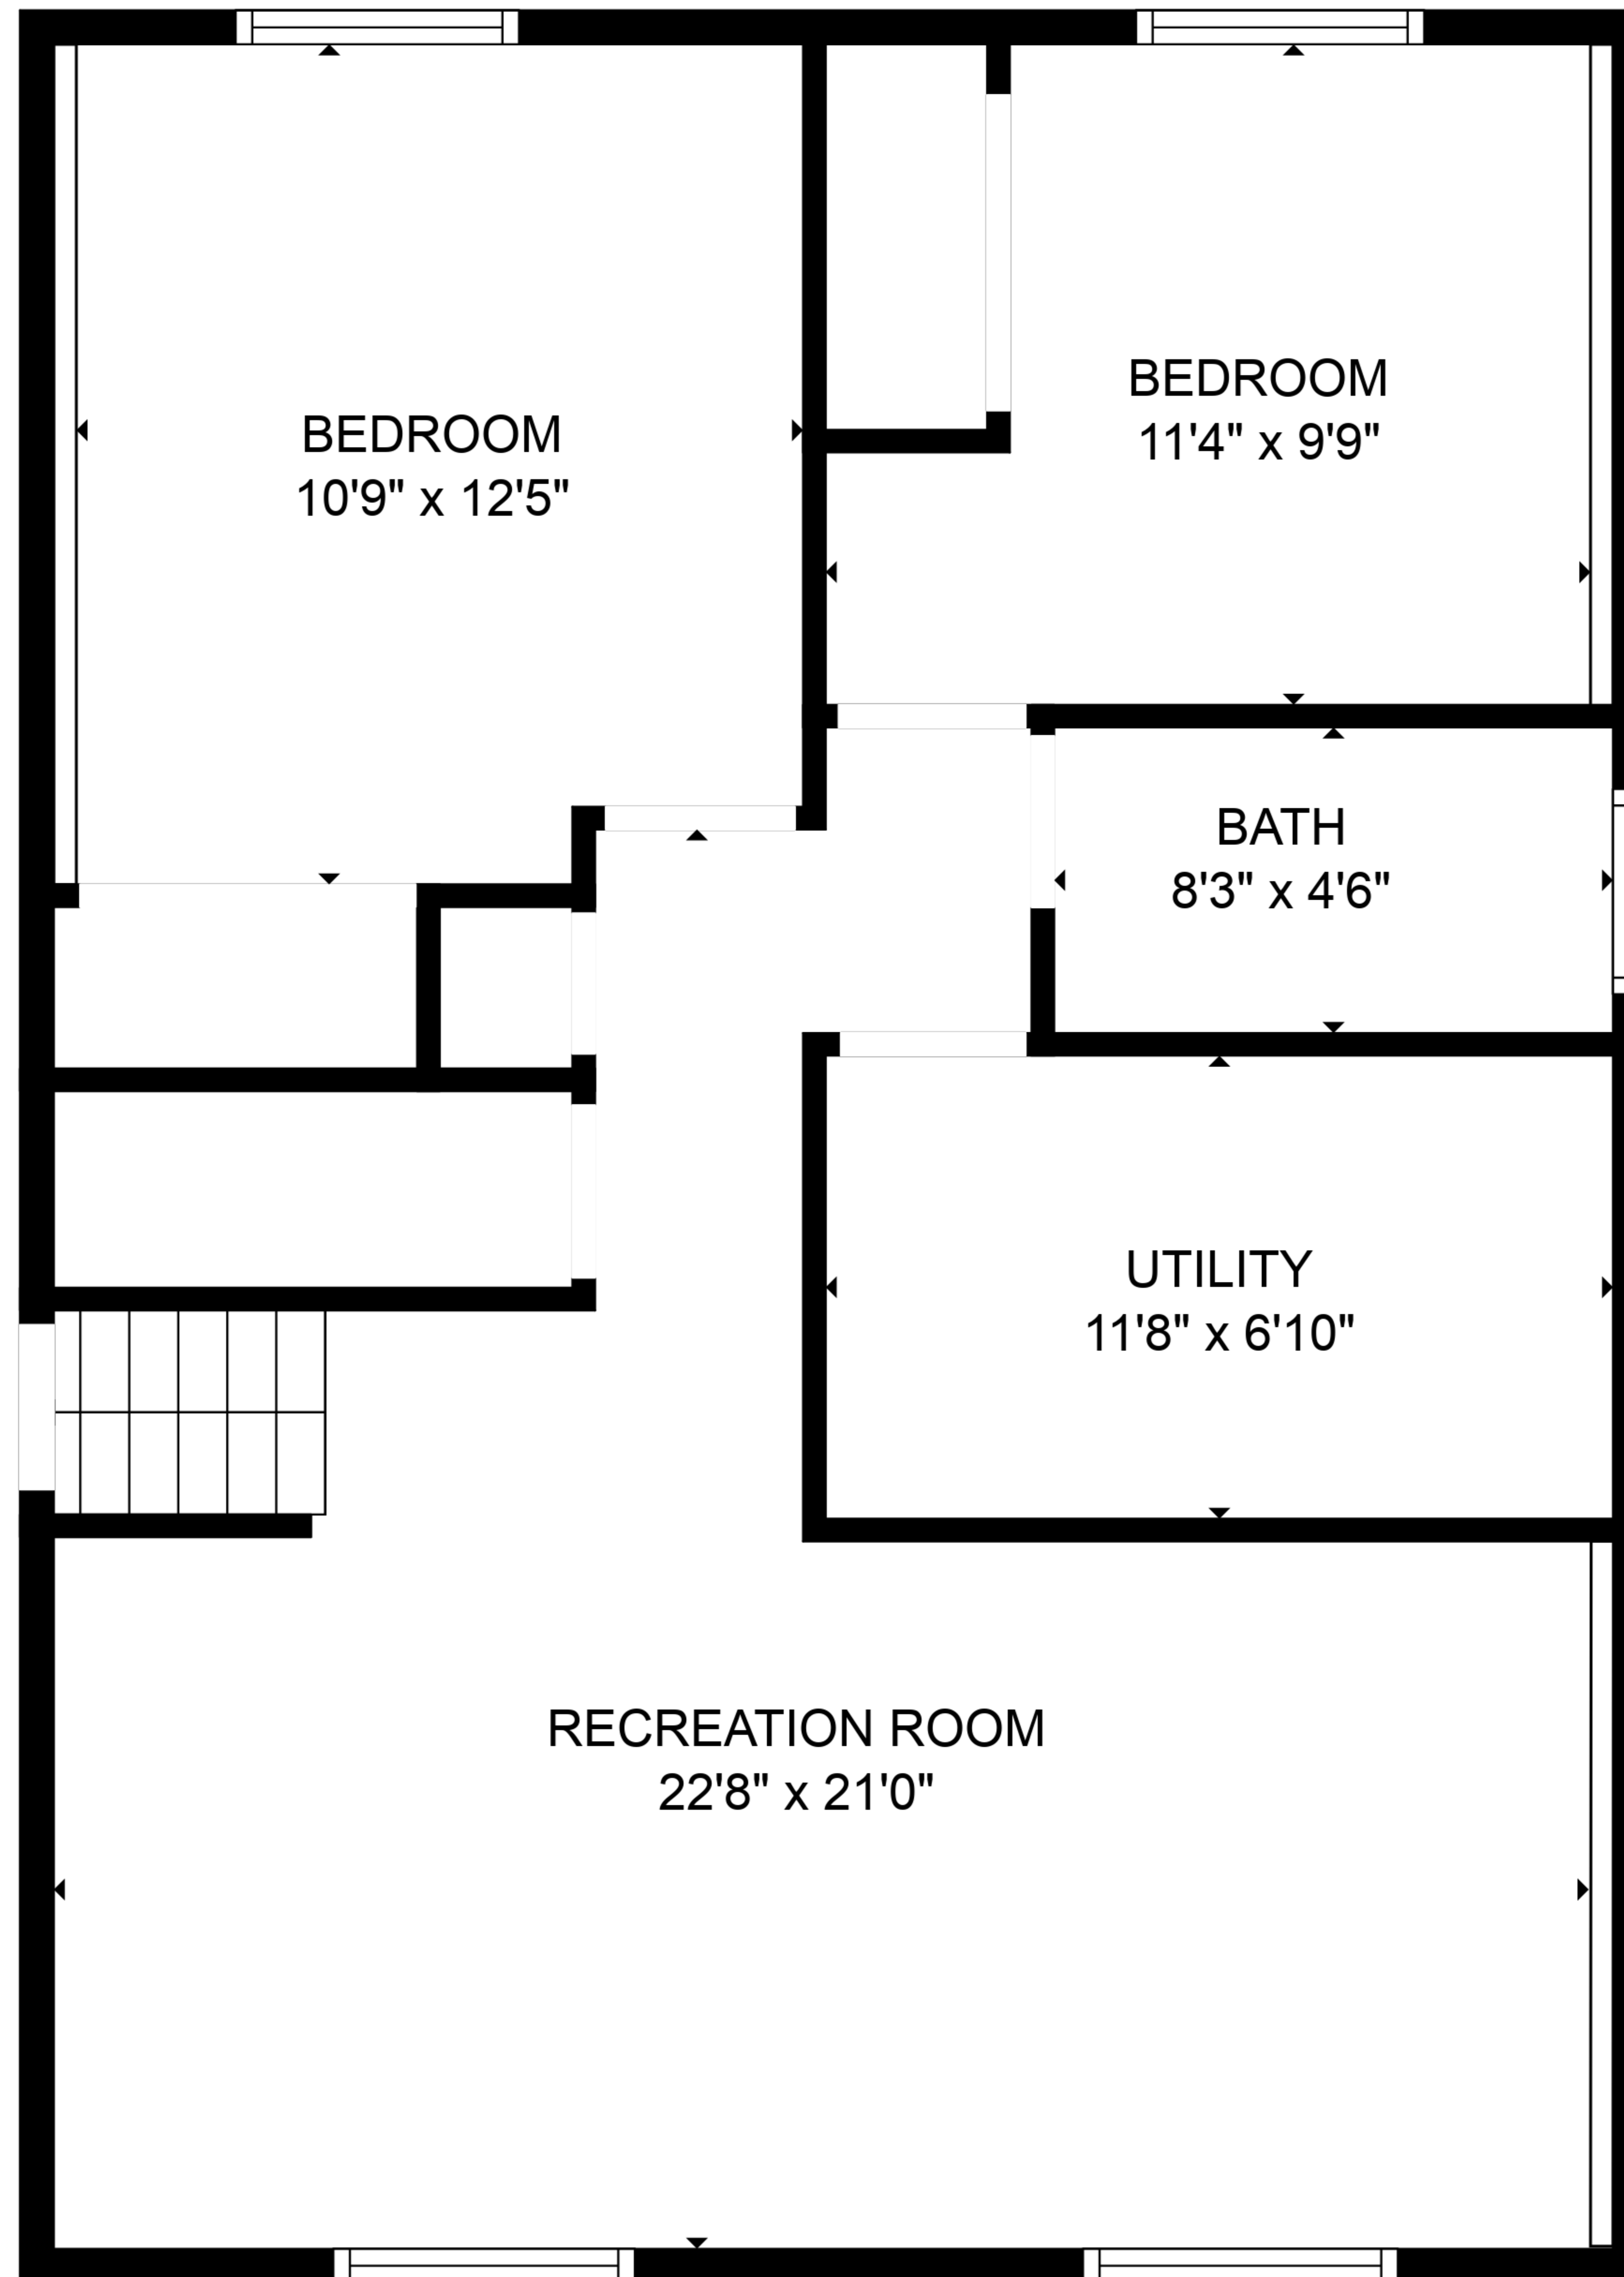 BEDROOM
10'9" x 12'5"
BEDROOM
11'4" x 9'9"
BATH
8'3" x 4'6"
UTILITY
11'8" x 6'10"
RECREATION ROOM
22'8" x 21'0"